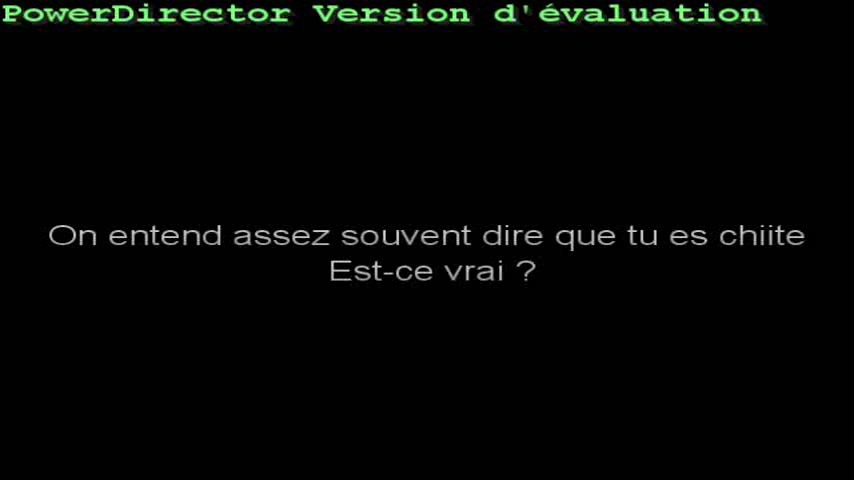 PowerDirector Version d'évaluation
On entend assez souvent dire que tu es chiite
Est-ce vrai ?